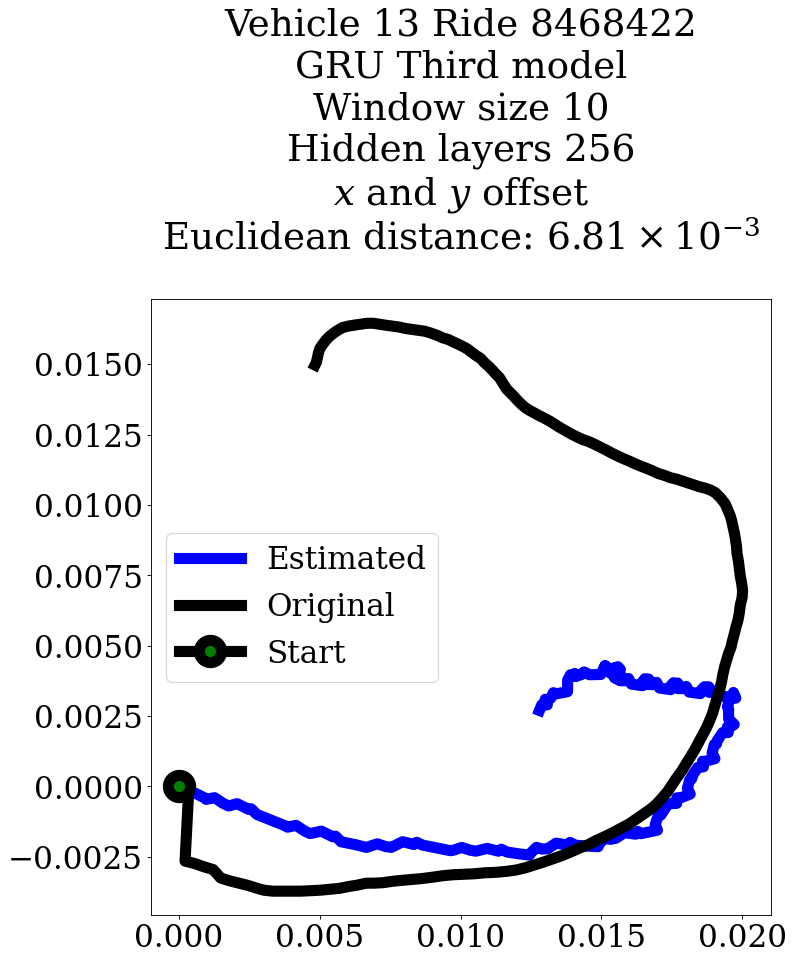 Vehicle 13 Ride 8468422
GRU Third model
Window size 10
Hidden layers 256
x and y offset
Euclidean distance: 6.81 × 10⁻³
0.0150
0.0125
0.0100
0.0075
0.0050
0.0025
0.0000
−0.0025
Estimated
Original
Start
0.000 0.005 0.010 0.015 0.020